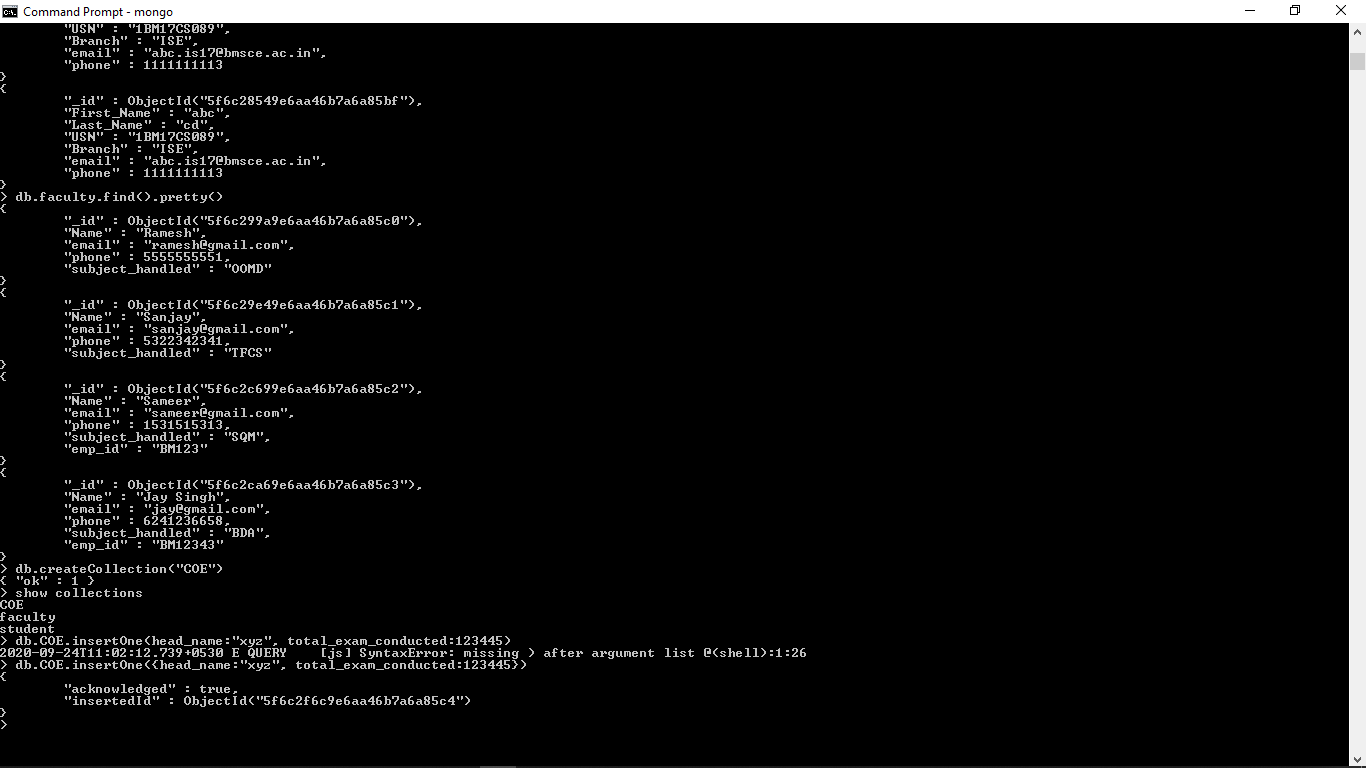 Command Prompt - mongo
"USN" : "1BM17CS089",
"Branch" : "ISE",
"email" : "abc.is17@bmsce.ac.in",
"phone" : 1111111113
}
{
"_id" : ObjectId("5f6c28549e6aa46b7a6a85bf"),
"First_Name" : "abc",
"Last_Name" : "cd",
"USN" : "1BM17CS089",
"Branch" : "ISE",
"email" : "abc.is17@bmsce.ac.in",
"phone" : 1111111113
}
> db.faculty.find().pretty()
{
"_id" : ObjectId("5f6c299a9e6aa46b7a6a85c0"),
"Name" : "Ramesh",
"email" : "ramesh@gmail.com",
"phone" : 5555555551,
"subject_handled" : "OOMD"
}
{
"_id" : ObjectId("5f6c29e49e6aa46b7a6a85c1"),
"Name" : "Sanjay",
"email" : "sanjay@gmail.com",
"phone" : 5322342341,
"subject_handled" : "TFCS"
}
{
"_id" : ObjectId("5f6c2c699e6aa46b7a6a85c2"),
"Name" : "Sameer",
"email" : "sameer@gmail.com",
"phone" : 1531515313,
"subject_handled" : "SQM",
"emp_id" : "BM123"
}
{
"_id" : ObjectId("5f6c2ca69e6aa46b7a6a85c3"),
"Name" : "Jay Singh",
"email" : "jay@gmail.com",
"phone" : 6241236658,
"subject_handled" : "BDA",
"emp_id" : "BM12343"
}
> db.createCollection("COE")
{ "ok" : 1 }
> show collections
COE
faculty
student
> db.COE.insertOne(head_name:"xyz", total_exam_conducted:123445)
2020-09-24T11:02:12.739+0530 E QUERY    [js] SyntaxError: missing ) after argument list @(shell):1:26
> db.COE.insertOne({head_name:"xyz", total_exam_conducted:123445})
{
"acknowledged" : true,
"insertedId" : ObjectId("5f6c2f6c9e6aa46b7a6a85c4")
}
>